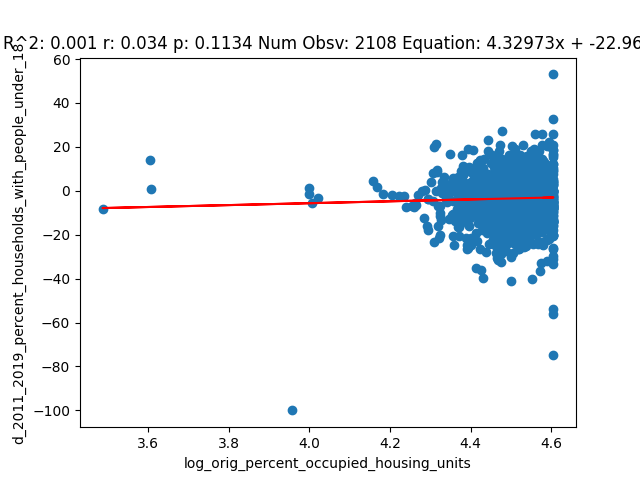 R^2: 0.001 r: 0.034 p: 0.1134 Num Obsv: 2108 Equation: 4.32973x + -22.96
d_2011_2019_percent_households_with_people_under_18
60
40
20
0
−20
−40
−60
−80
−100
3.6 3.8 4.0 4.2 4.4 4.6
log_orig_percent_occupied_housing_units